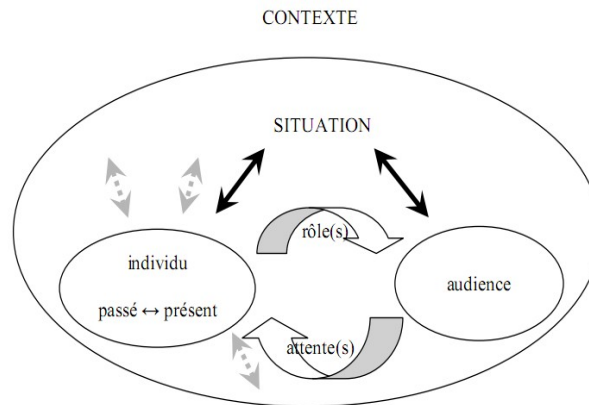 CONTEXTE
SITUATION
rôle(s)
individu
passé ↔ présent
audience
attente(s)